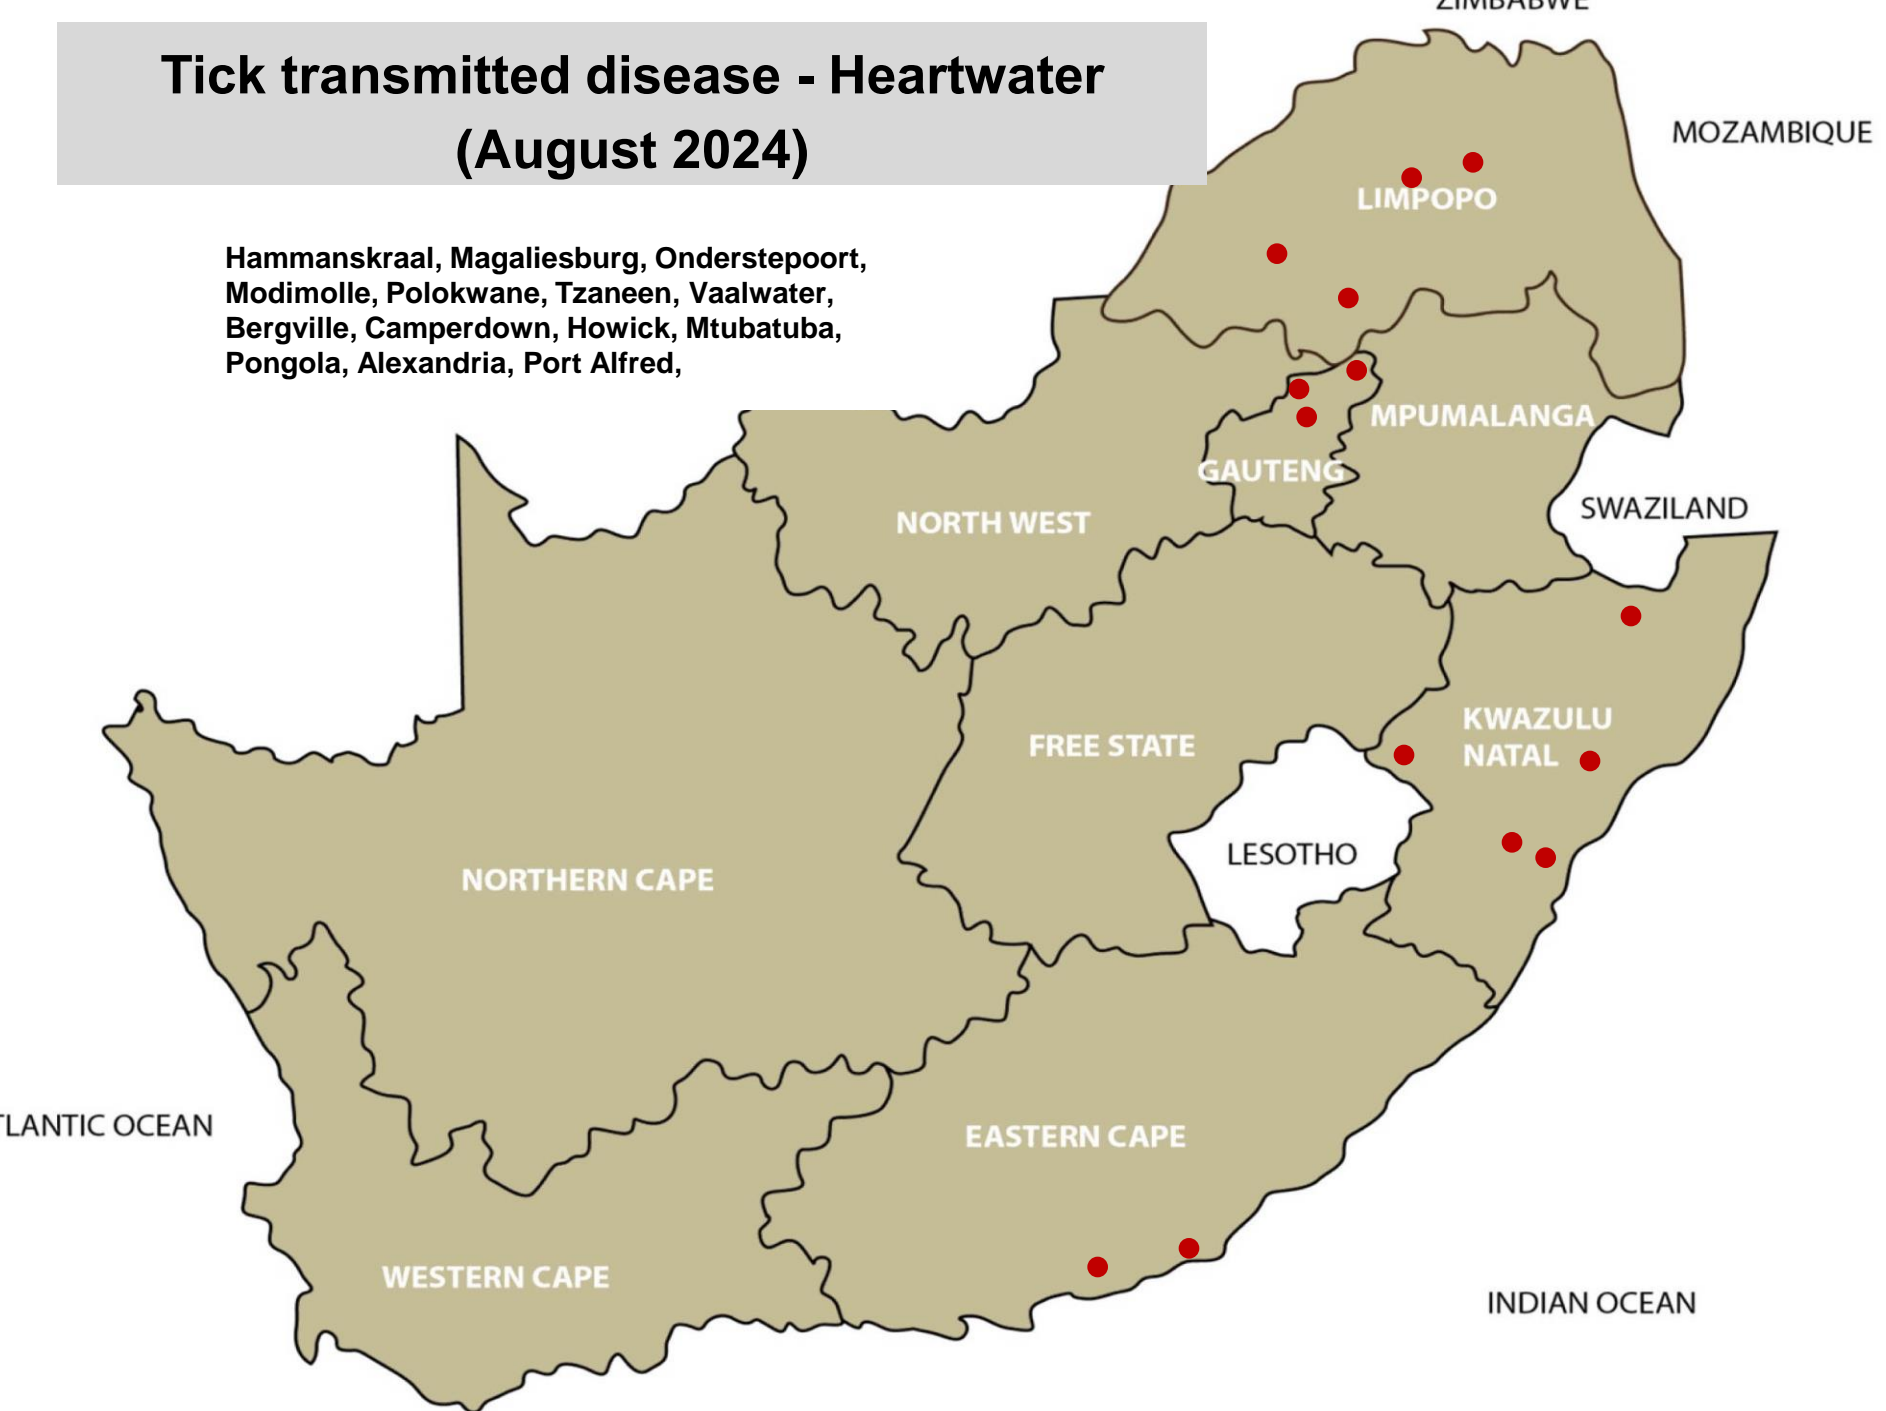 ZIMBABWE
Tick transmitted disease - Heartwater
(August 2024)
MOZAMBIQUE
LIMPOPO
Hammanskraal, Magaliesburg, Onderstepoort,
Modimolle, Polokwane, Tzaneen, Vaalwater,
Bergville, Camperdown, Howick, Mtubatuba,
Pongola, Alexandria, Port Alfred,
MPUMALANGA
GAUTENG
SWAZILAND
NORTH WEST
KWAZULU
NATAL
FREE STATE
LESOTHO
NORTHERN CAPE
TLANTIC OCEAN
EASTERN CAPE
WESTERN CAPE
INDIAN OCEAN